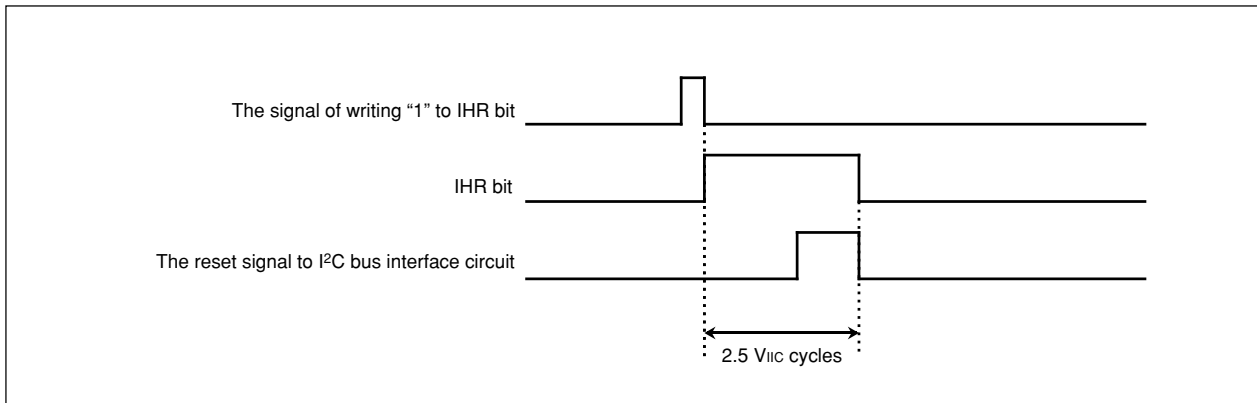 The signal of writing “1” to IHR bit
IHR bit
The reset signal to I²C bus interface circuit
2.5 VIIC cycles